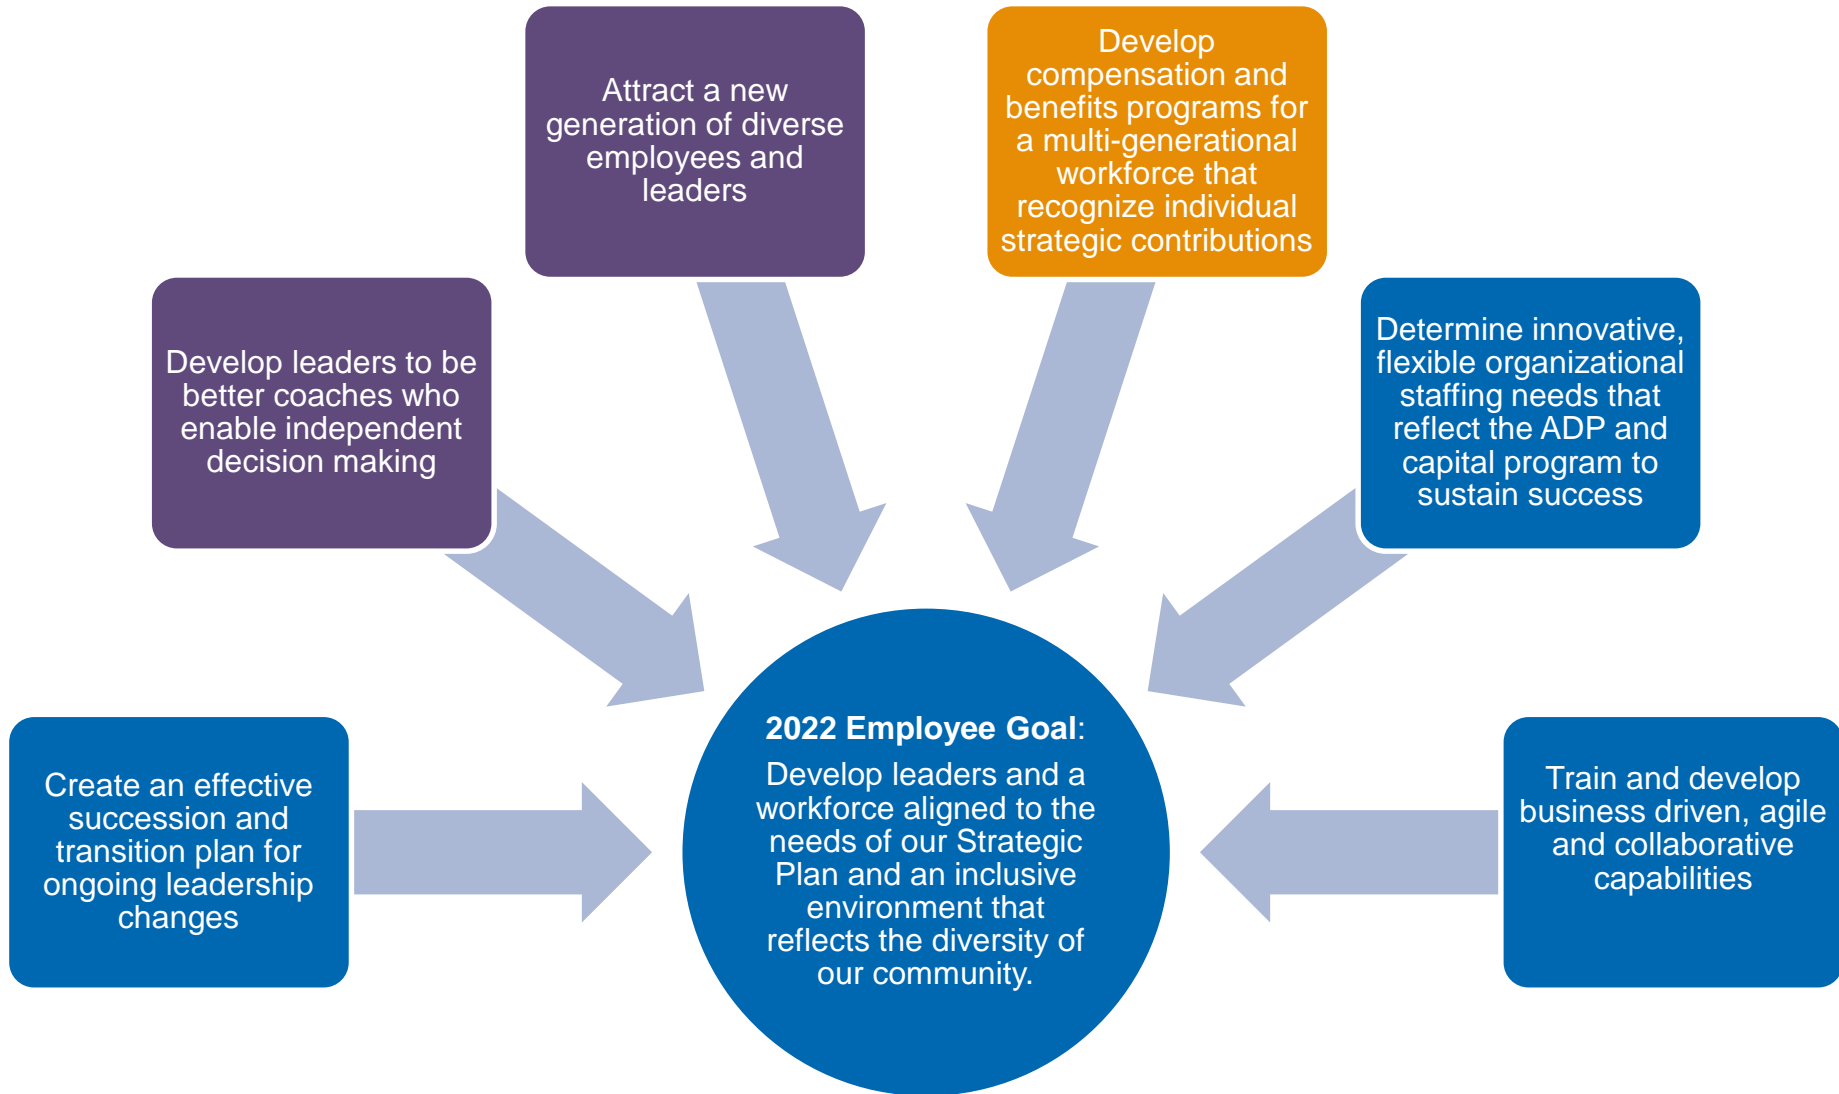 Attract a new
generation of diverse
employees and
leaders
Develop
compensation and
benefits programs for
a multi-generational
workforce that
recognize individual
strategic contributions
Develop leaders to be
better coaches who
enable independent
decision making
Determine innovative,
flexible organizational
staffing needs that
reflect the ADP and
capital program to
sustain success
Create an effective
succession and
transition plan for
ongoing leadership
changes
2022 Employee Goal:
Develop leaders and a
workforce aligned to the
needs of our Strategic
Plan and an inclusive
environment that
reflects the diversity of
our community.
Train and develop
business driven, agile
and collaborative
capabilities